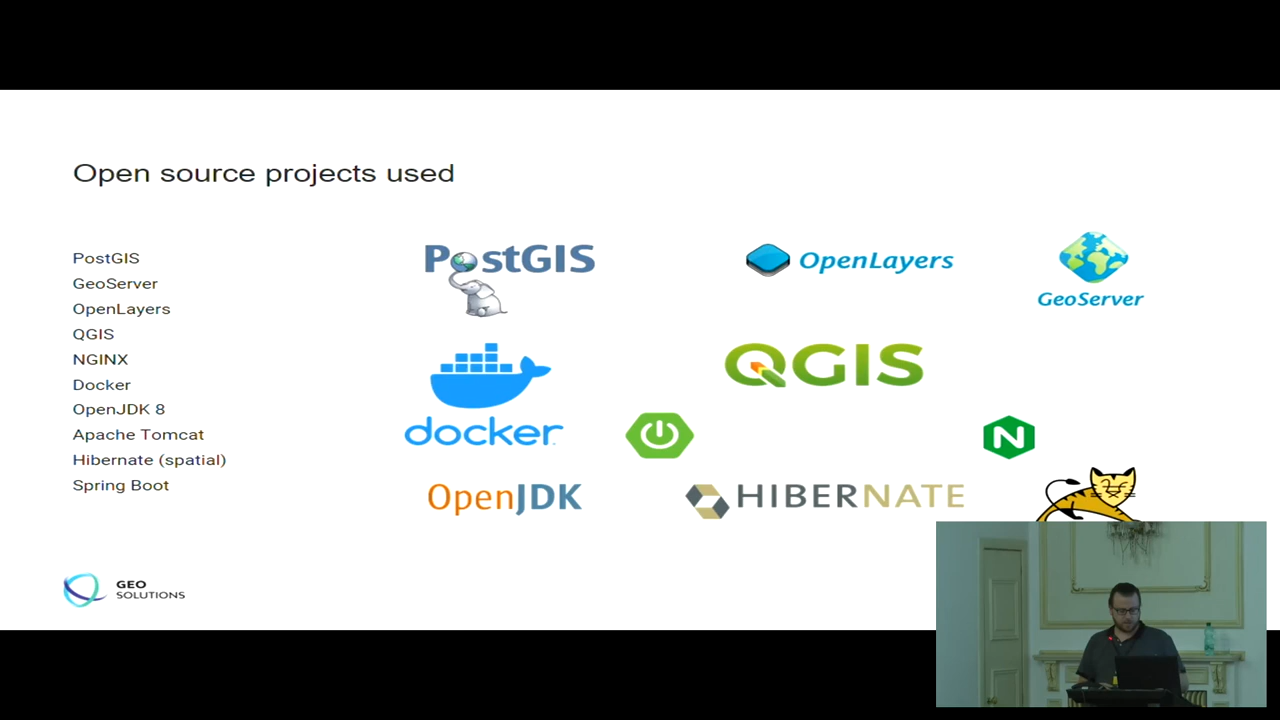 Open source projects used
PostGIS
GeoServer
OpenLayers
QGIS
NGINX
Docker
OpenJDK 8
Apache Tomcat
Hibernate (spatial)
Spring Boot
PostGIS
OpenLayers
GeoServer
docker
QGIS
N
OpenJDK
HIBERNATE
GEO
SOLUTIONS